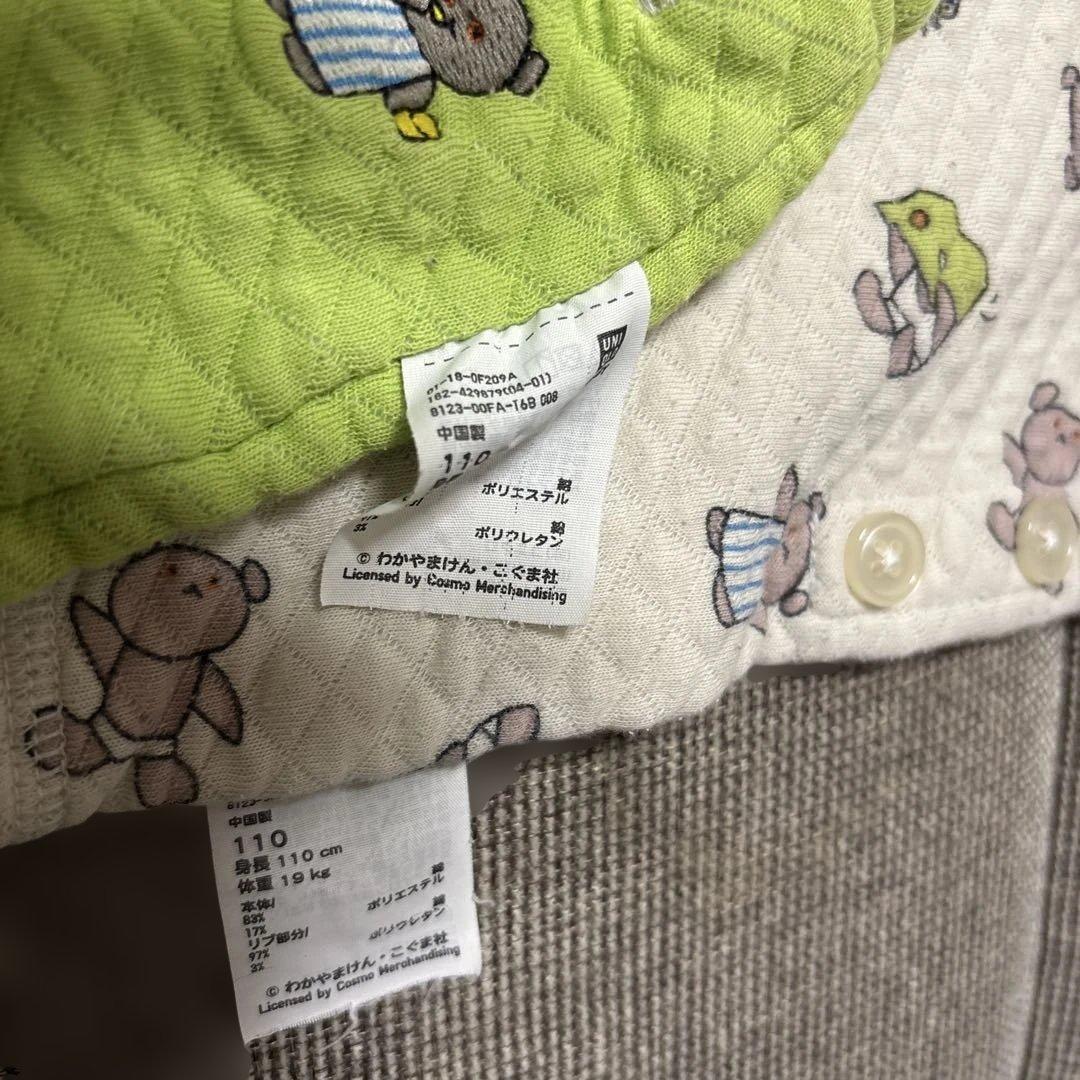 UNI
01-18-0F209A
182-429879(04-01)
8123-00FA-T6B 008
中国製
110
綿
ポリエステル
綿
3%
ポリウレタン
© わかやまけん・こぐま社
Licensed by Cosmo Merchandising
中国製
110
身長 110 cm
体重 19 kg
本体/
83% 綿
17% ポリエステル
リブ部分/
97% 綿
3% ポリウレタン
© わかやまけん・こぐま社
Licensed by Cosmo Merchandising